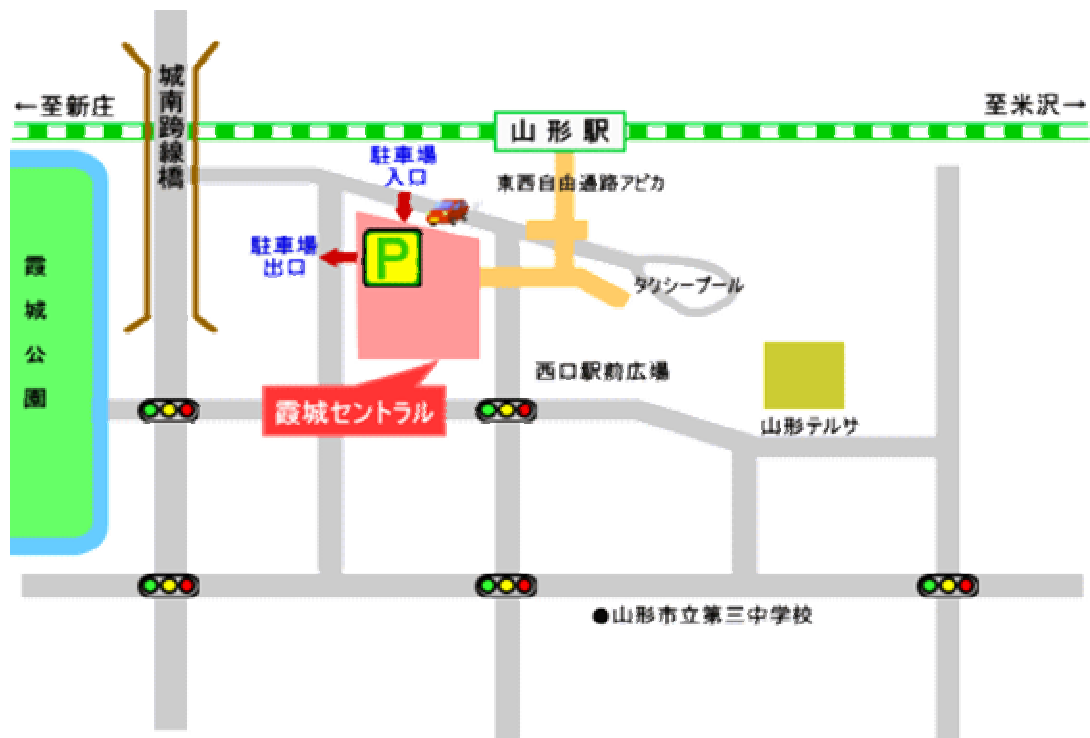 ←至新庄
城南跨線橋
山形駅
至米沢→
駐車場
入口
東西自由通路アピカ
駐車場
出口
P
タクシープール
霞城公園
西口駅前広場
霞城セントラル
山形テルサ
●山形市立第三中学校